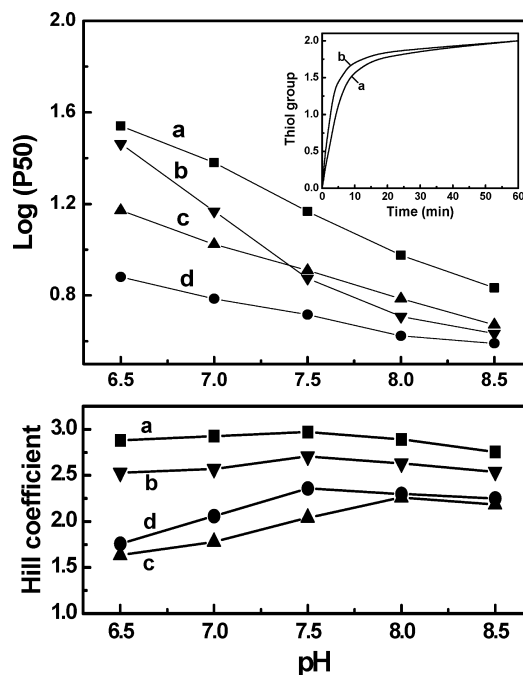 2.0
1.6
1.2
0.8
Log (P50)
a
b
c
d
6.5 7.0 7.5 8.0 8.5
2.0
1.5
1.0
0.5
0.0
Thiol group
b
a
0 10 20 30 40 50 60
Time (min)
3.0
2.5
2.0
1.5
1.0
Hill coefficient
a
b
d
c
6.5 7.0 7.5 8.0 8.5
pH